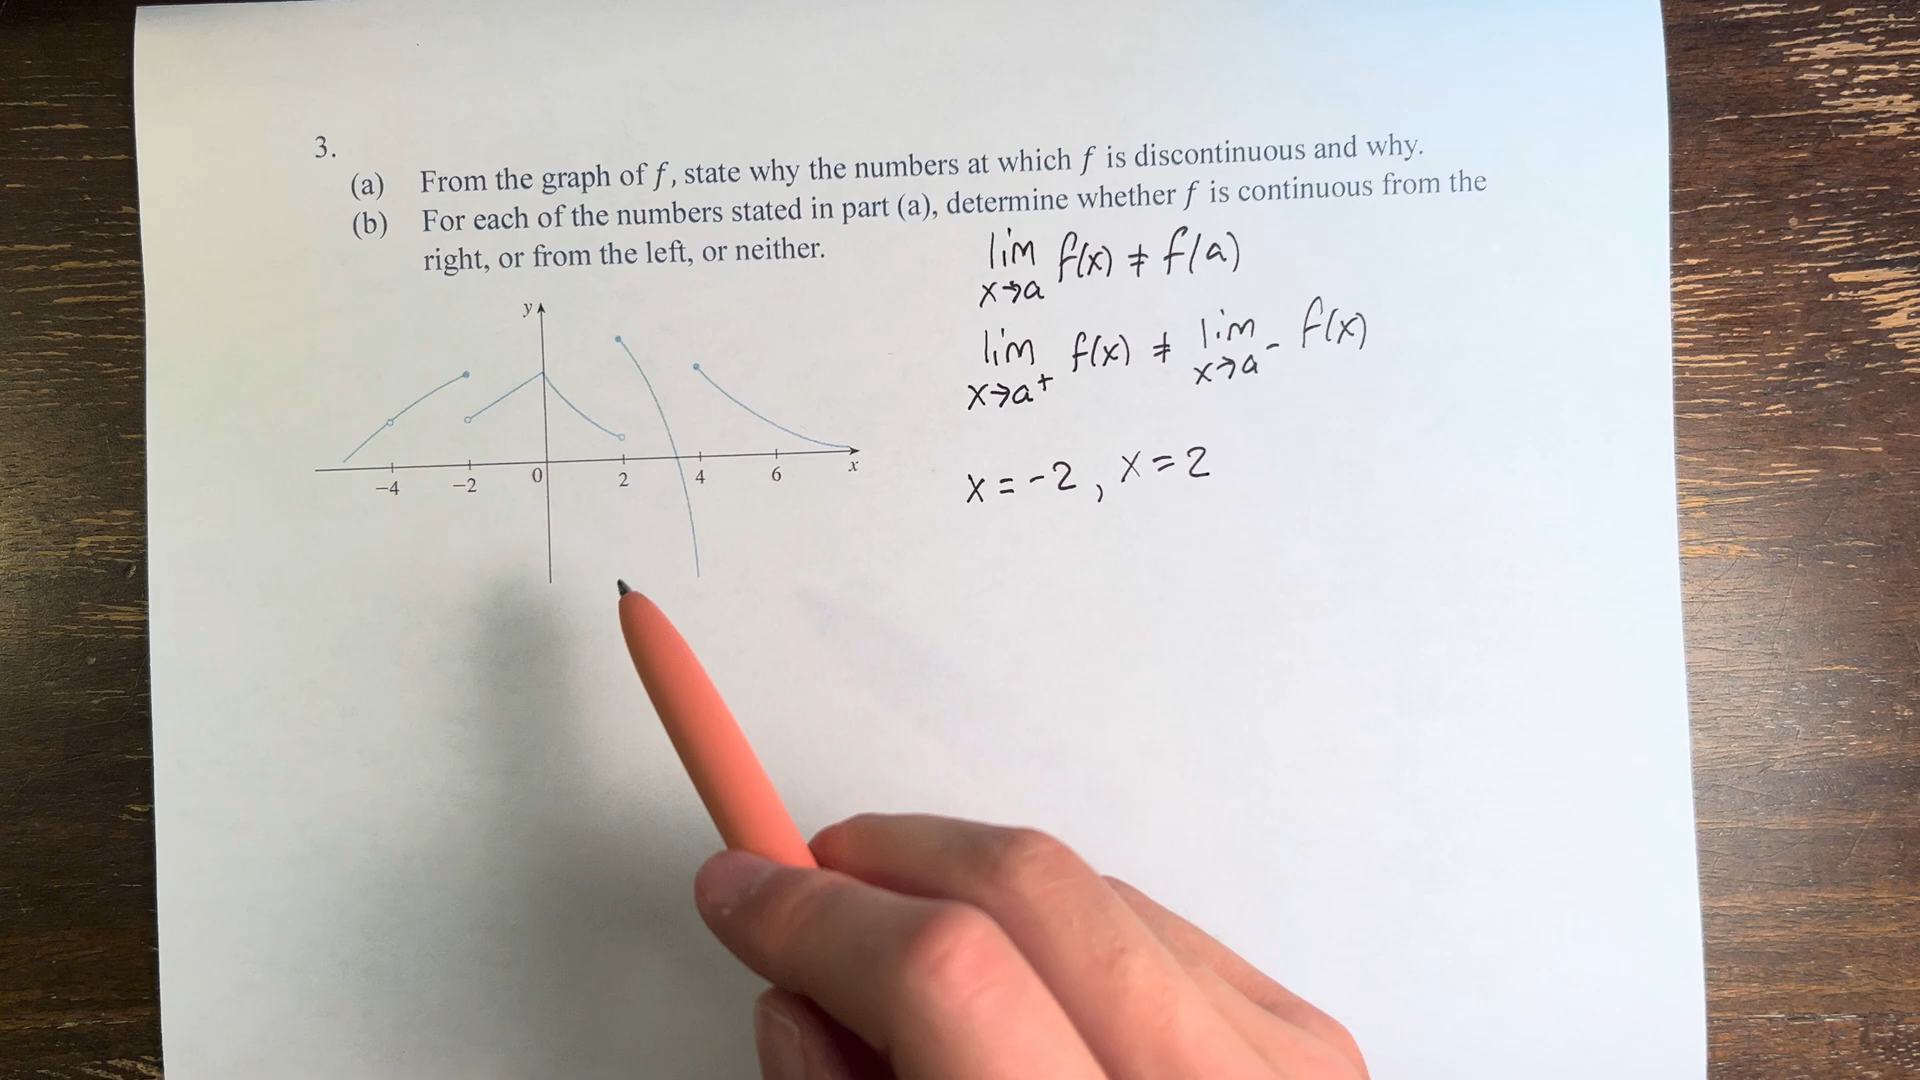 3.
(a) From the graph of f, state why the numbers at which f is discontinuous and why.
(b) For each of the numbers stated in part (a), determine whether f is continuous from the
right, or from the left, or neither.
lim f(x) ≠ f(a)
x→a
lim f(x) ≠ lim f(x)
x→a⁺ x→a⁻
x = -2, x = 2
y
−4 −2 0 2 4 6 x